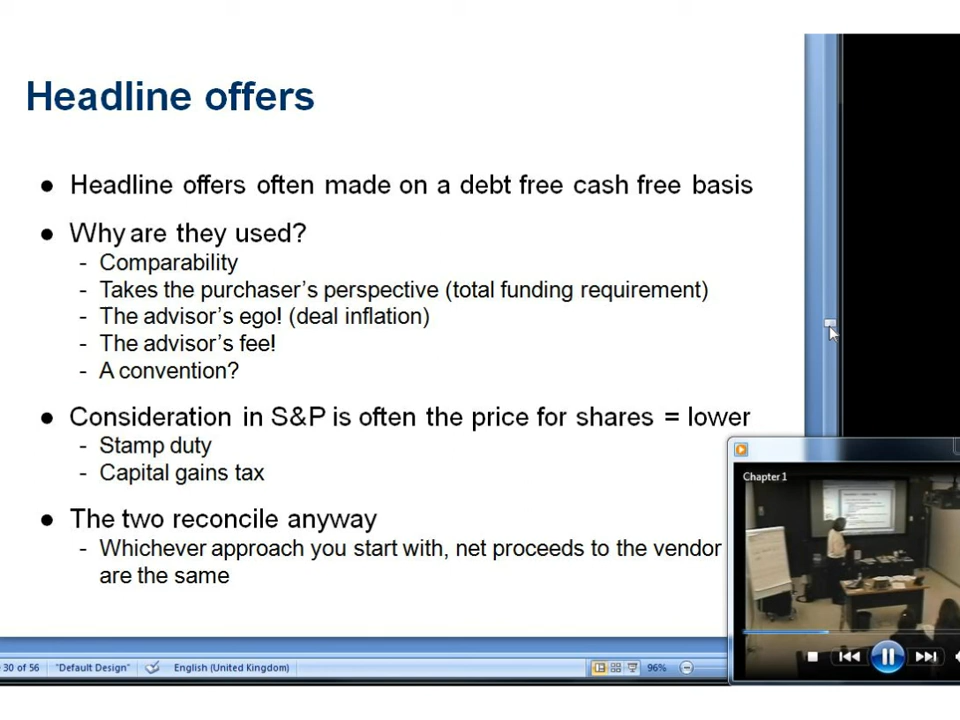 Headline offers
● Headline offers often made on a debt free cash free basis
● Why are they used?
- Comparability
- Takes the purchaser's perspective (total funding requirement)
- The advisor's ego! (deal inflation)
- The advisor's fee!
- A convention?
● Consideration in S&P is often the price for shares = lower
- Stamp duty
- Capital gains tax
● The two reconcile anyway
- Whichever approach you start with, net proceeds to the vendor
are the same
Chapter 1
30 of 56 "Default Design" English (United Kingdom) 96%